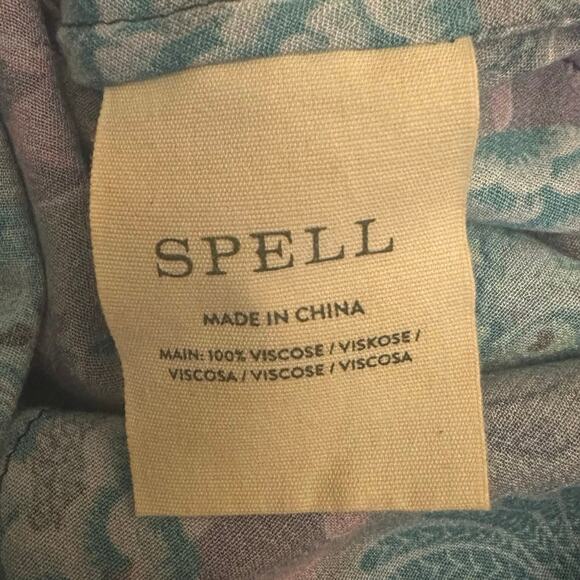 SPELL
MADE IN CHINA
MAIN: 100% VISCOSE / VISKOSE /
VISCOSA / VISCOSE / VISCOSA